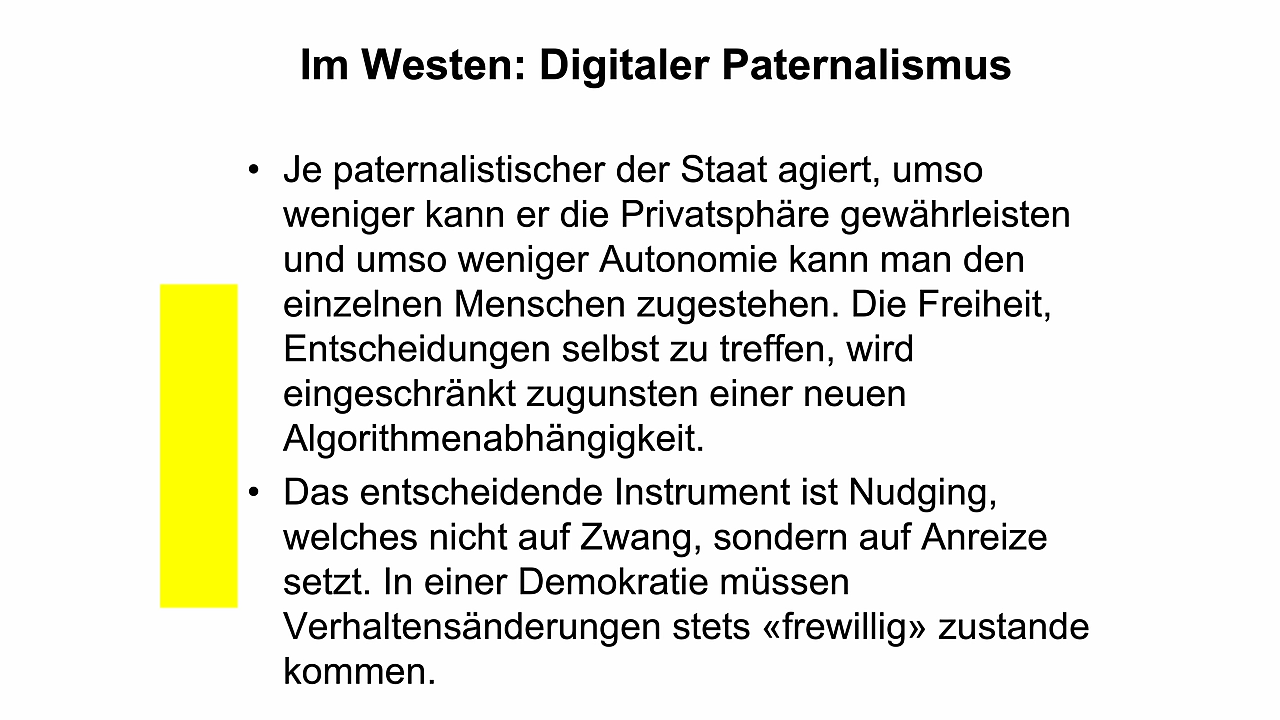 Im Westen: Digitaler Paternalismus
• Je paternalistischer der Staat agiert, umso
weniger kann er die Privatsphäre gewährleisten
und umso weniger Autonomie kann man den
einzelnen Menschen zugestehen. Die Freiheit,
Entscheidungen selbst zu treffen, wird
eingeschränkt zugunsten einer neuen
Algorithmenabhängigkeit.
• Das entscheidende Instrument ist Nudging,
welches nicht auf Zwang, sondern auf Anreize
setzt. In einer Demokratie müssen
Verhaltensänderungen stets «frewillig» zustande
kommen.